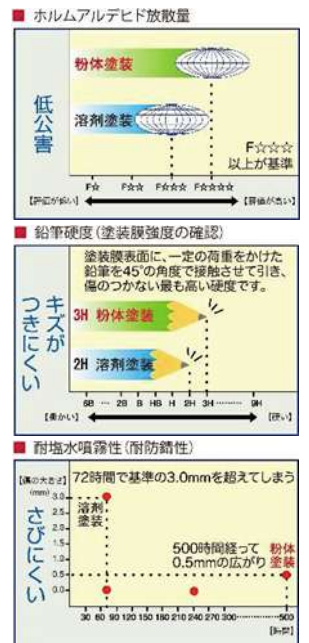 ■ ホルムアルデヒド放散量
低公害
粉体塗装
溶剤塗装
F☆☆☆
以上が基準
F☆ F☆☆ F☆☆☆ F☆☆☆☆
【評価が低い】 【評価が高い】
■ 鉛筆硬度(塗装膜強度の確認)
キズが
つきにくい
塗装膜表面に、一定の荷重をかけた
鉛筆を45°の角度で接触させて引き、
傷のつかない最も高い硬度です。
3H 粉体塗装
2H 溶剤塗装
6B ‥‥ 2B B HB H 2H 3H ‥‥‥‥ 9H
【柔かい】 【硬い】
■ 耐塩水噴霧性(耐防錆性)
さびにくい
【傷の大きさ】
(mm)
72時間で基準の3.0mmを超えてしまう
3.0
2.5
2.0
1.5
1.0
0.5
0.0
溶剤
塗装
500時間経って
0.5mmの広がり
粉体
塗装
30 60 90 120 150 180 210 240 270 300 ‥‥‥ 500
【時間】